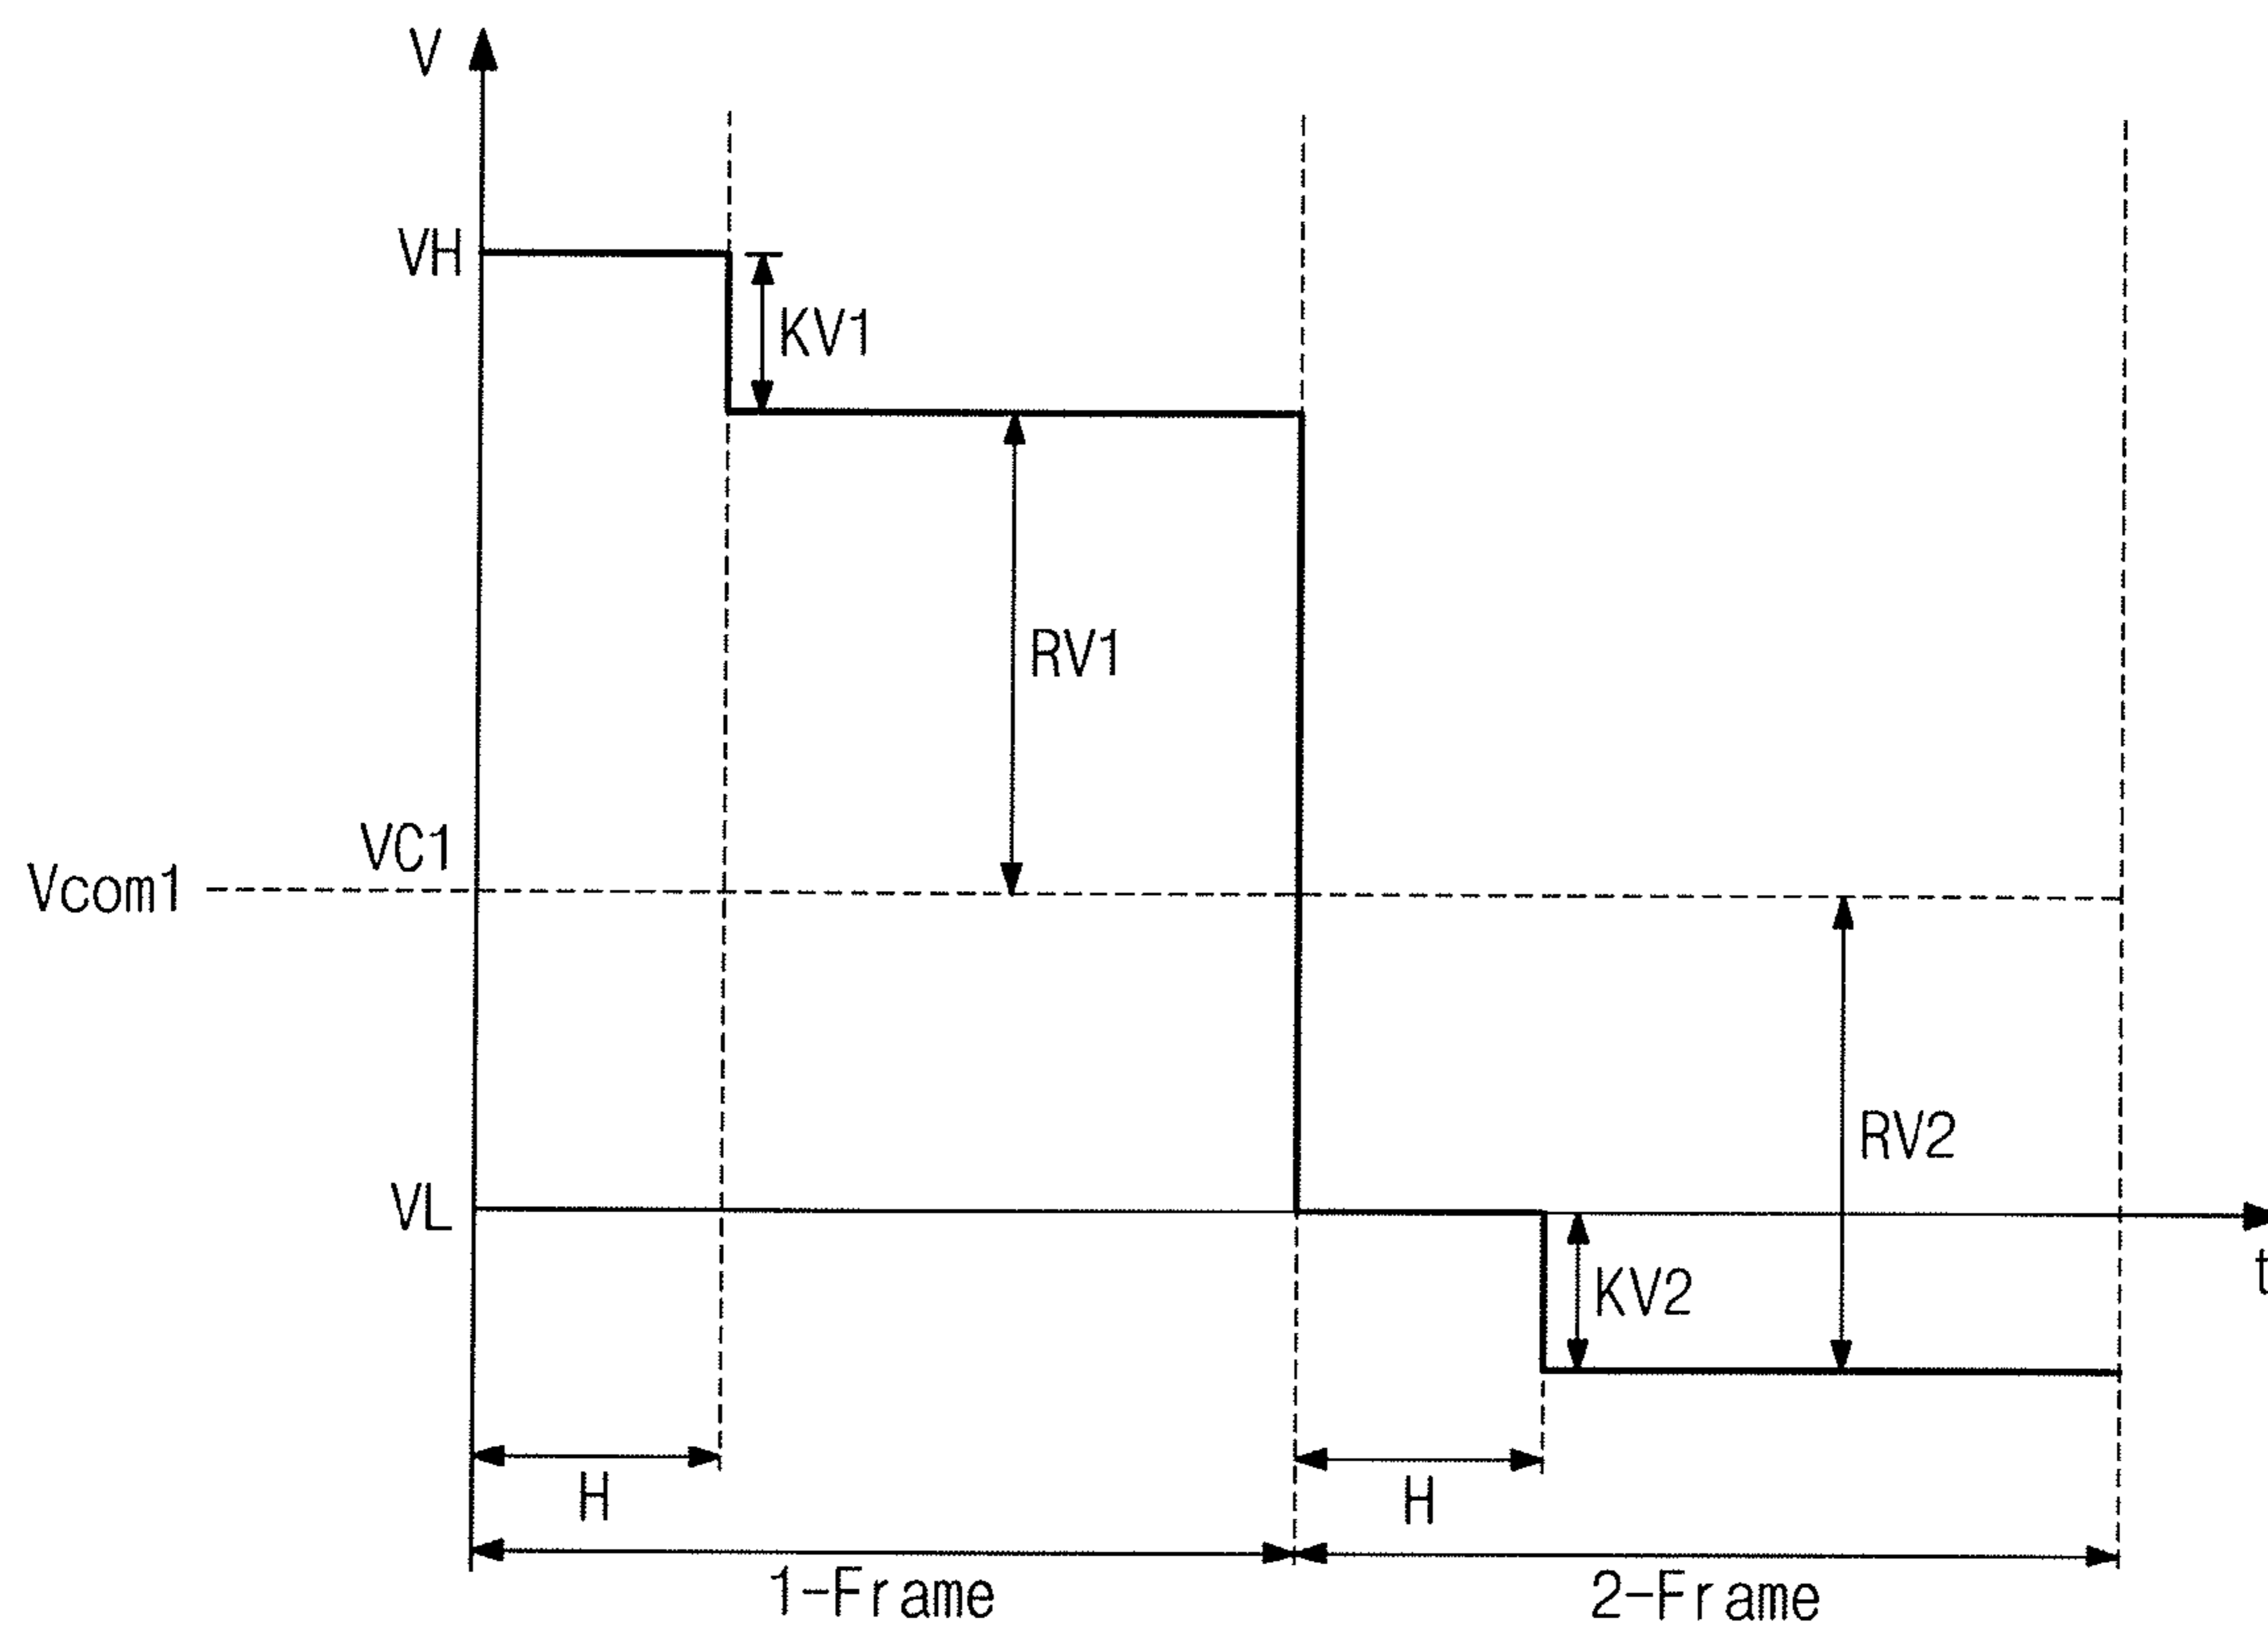 V
VH
KV1
RV1
VC1
Vcom1
RV2
VL
KV2
t
H
H
1-Frame
2-Frame